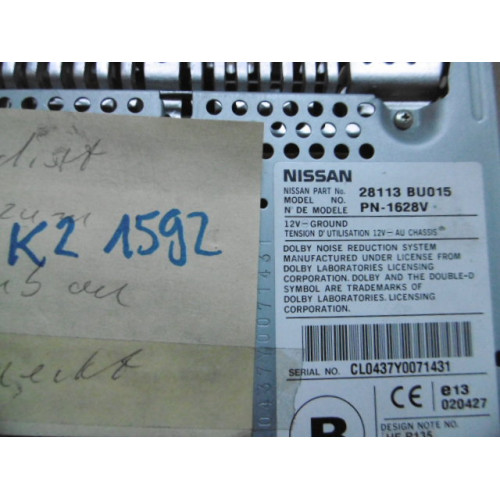 K2 1592
NISSAN
NISSAN PART No. 28113 BU015
MODEL NO.
N° DE MODELE PN-1628V
12V-GROUND
TENSION D'UTILISATION 12V-AU CHASSIS
DOLBY NOISE REDUCTION SYSTEM
MANUFACTURED UNDER LICENSE FROM
DOLBY LABORATORIES LICENSING
CORPORATION. DOLBY AND THE DOUBLE-D
SYMBOL ARE TRADEMARKS OF
DOLBY LABORATORIES. LICENSING
CORPORATION.
SERIAL NO. CL0437Y0071431
CE e13
020427
B
DESIGN NOTE NO.
0437Y0071431